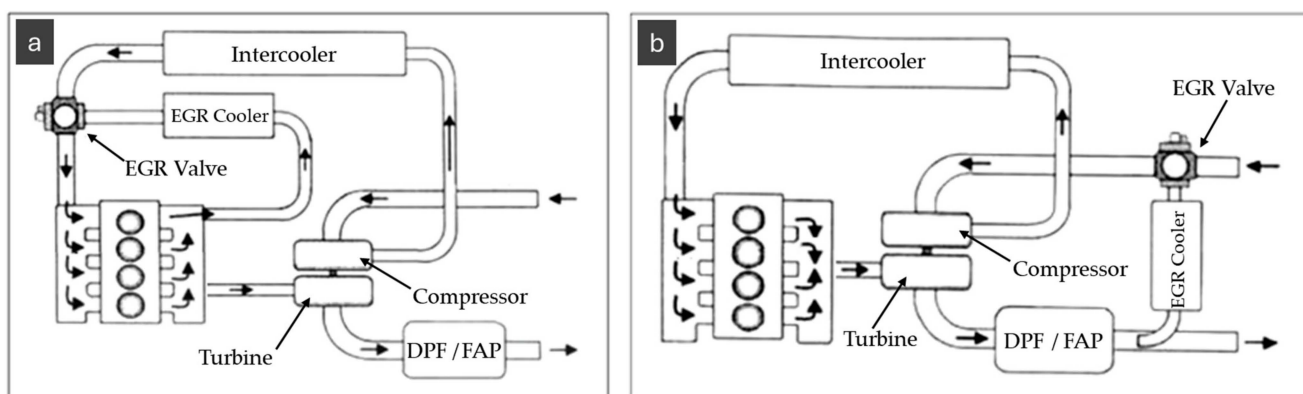 a
Intercooler
EGR Cooler
EGR Valve
Compressor
Turbine
DPF / FAP
b
Intercooler
EGR Valve
EGR Cooler
Compressor
Turbine
DPF / FAP